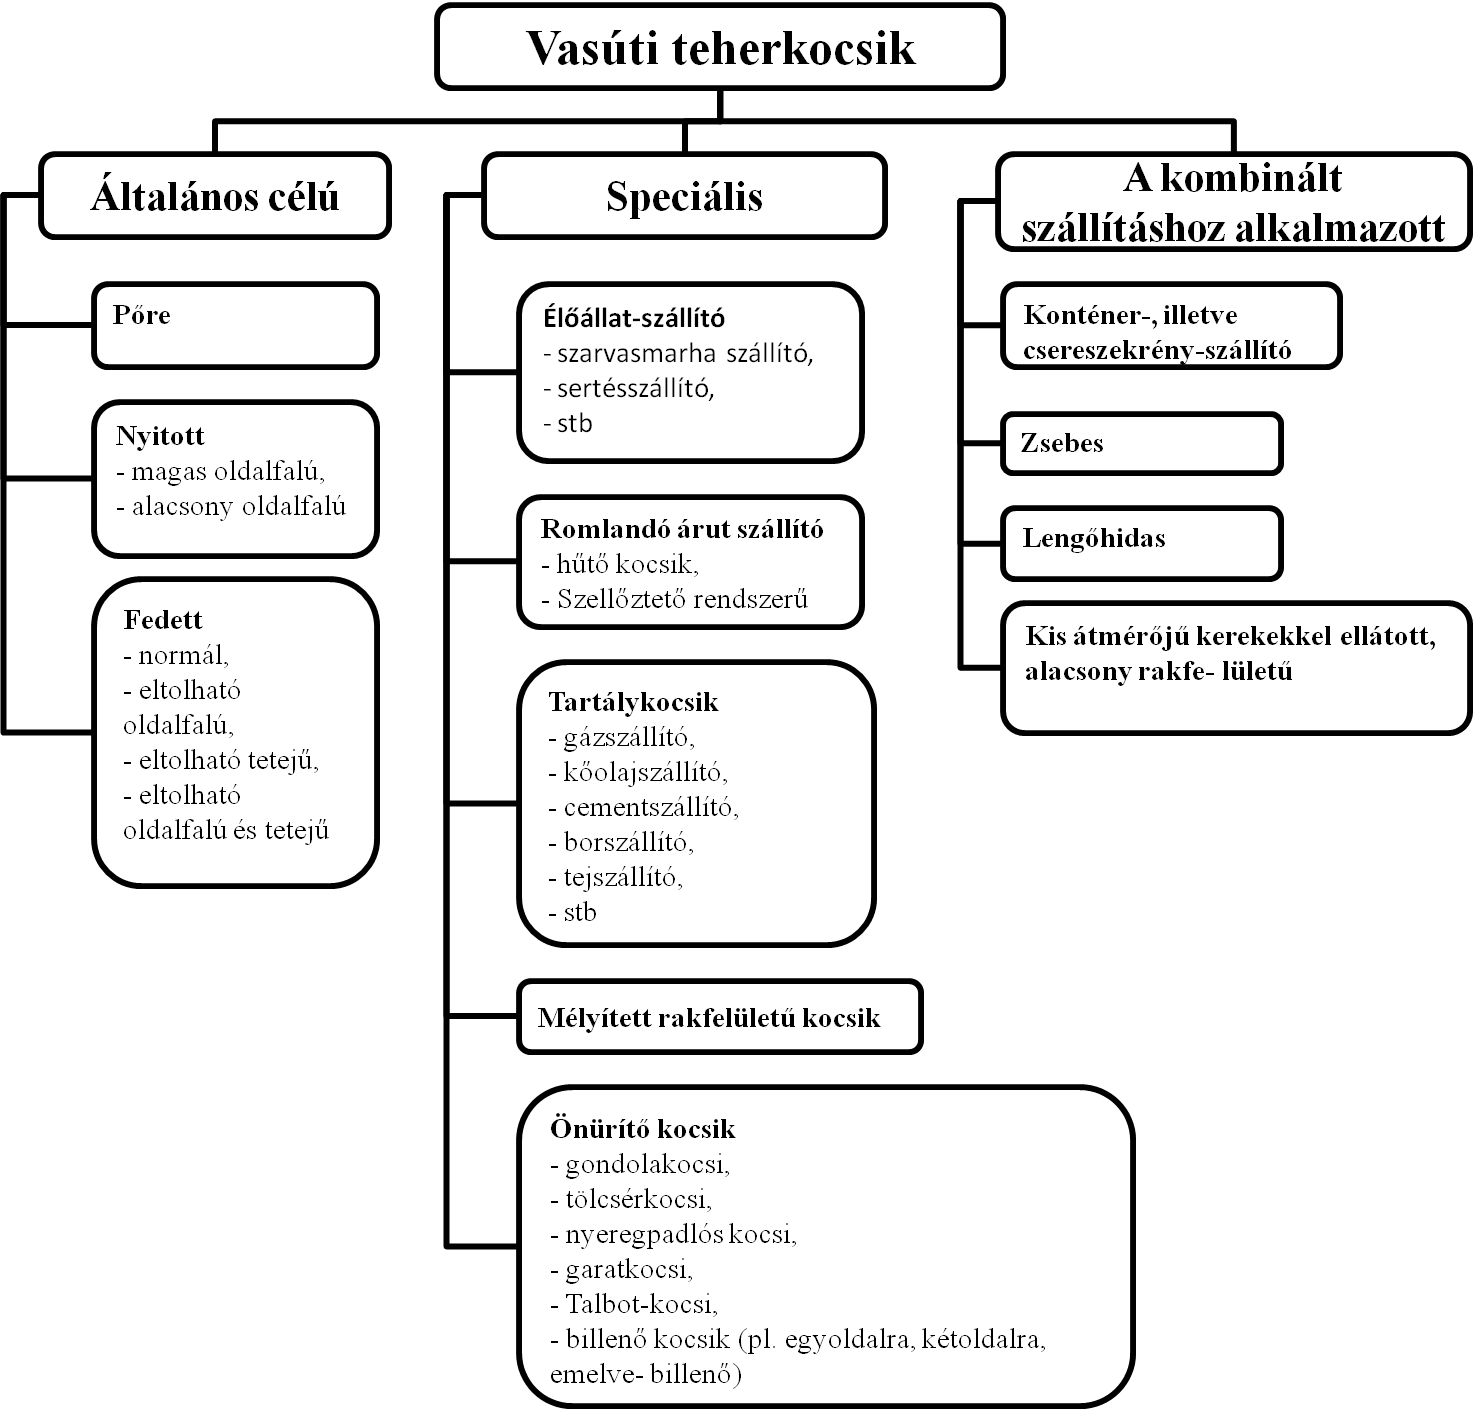 Vasúti teherkocsik
Általános célú
Pőre
Nyitott
- magas oldalfalú,
- alacsony oldalfalú
Fedett
- normál,
- eltolható
oldalfalú,
- eltolható tetejű,
- eltolható
oldalfalú és tetejű
Speciális
Élőállat-szállító
- szarvasmarha szállító,
- sertésszállító,
- stb
Romlandó árut szállító
- hűtő kocsik,
- Szellőztető rendszerű
Tartálykocsik
- gázszállító,
- kőolajszállító,
- cementszállító,
- borszállító,
- tejszállító,
- stb
Mélyített rakfelületű kocsik
Önürítő kocsik
- gondolakocsi,
- tölcsérkocsi,
- nyeregpadlós kocsi,
- garatkocsi,
- Talbot-kocsi,
- billenő kocsik (pl. egyoldalra, kétoldalra,
emelve- billenő)
A kombinált
szállításhoz alkalmazott
Konténer-, illetve
csereszekrény-szállító
Zsebes
Lengőhidas
Kis átmérőjű kerekekkel ellátott,
alacsony rakfe- lületű